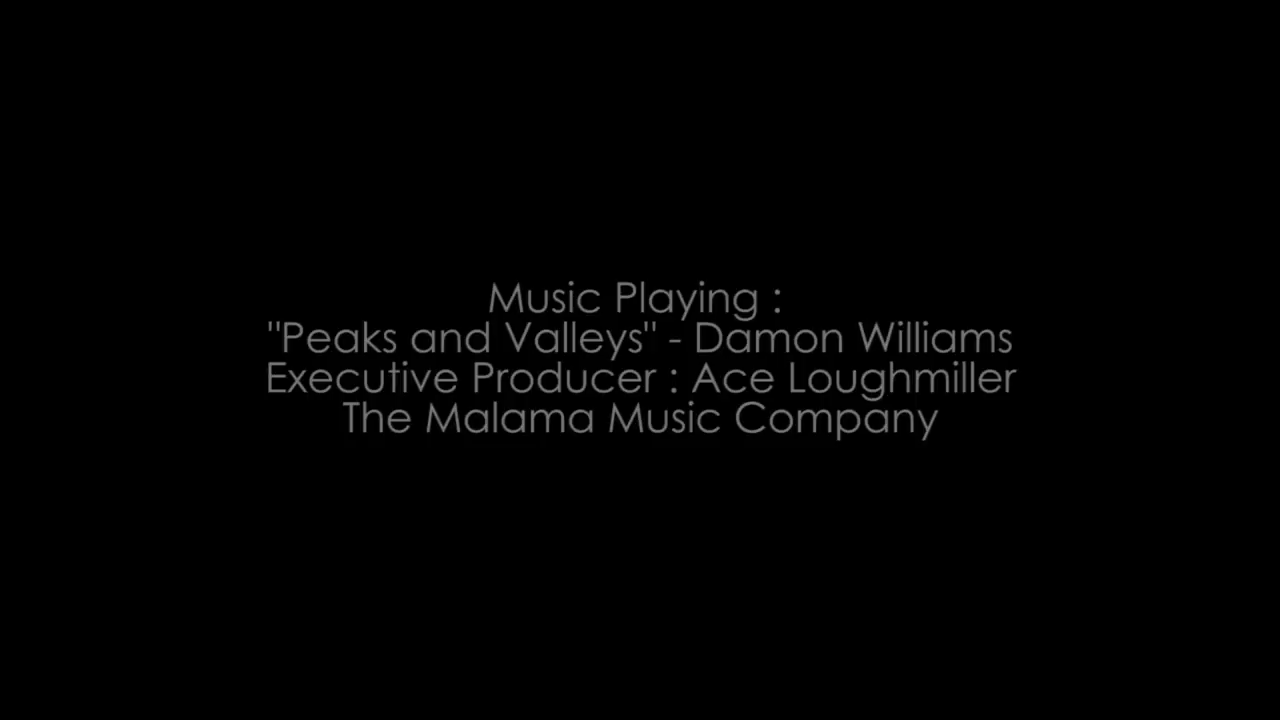 Music Playing :
"Peaks and Valleys" - Damon Williams
Executive Producer : Ace Loughmiller
The Malama Music Company